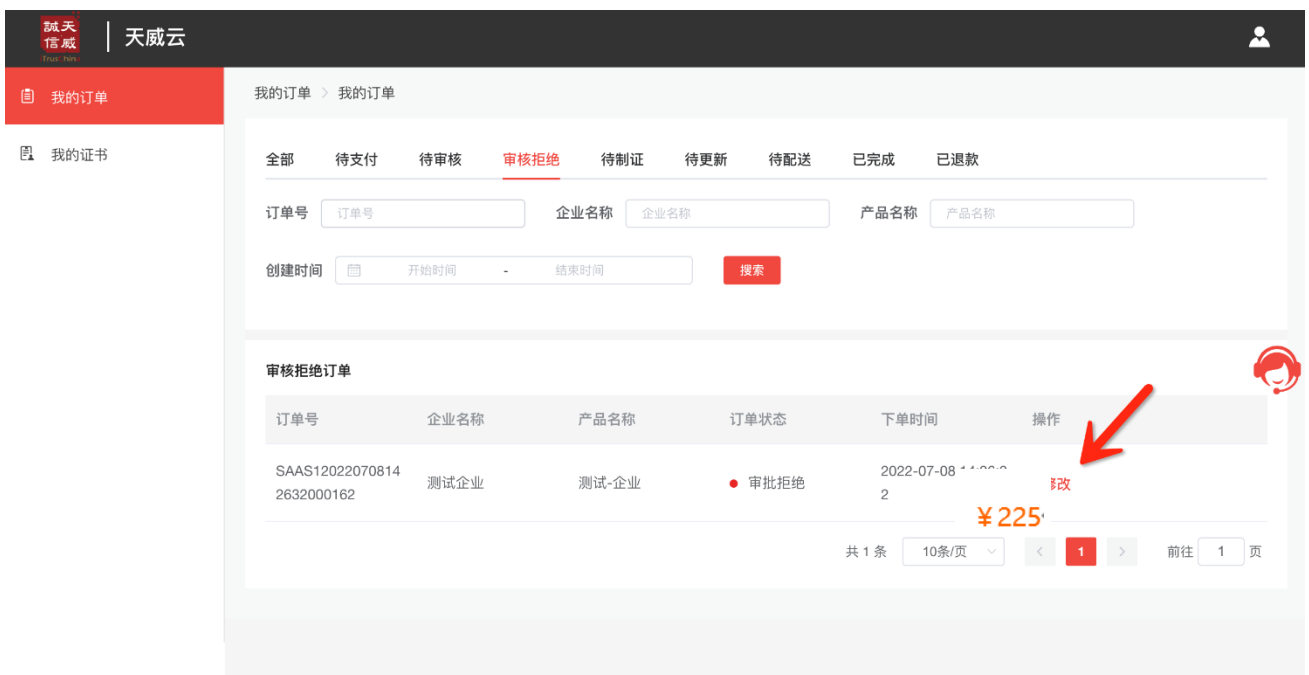 誠天
信威
天威云
我的订单
我的证书
我的订单 > 我的订单
全部 待支付 待审核 审核拒绝 待制证 待更新 待配送 已完成 已退款
订单号 订单号 企业名称 企业名称 产品名称 产品名称
创建时间 开始时间 - 结束时间 搜索
审核拒绝订单
订单号 企业名称 产品名称 订单状态 下单时间 操作
SAAS12022070814
2632000162
测试企业 测试-企业 审批拒绝
2022-07-08
2
改
¥225
共 1 条 10条/页 < 1 > 前往 1 页